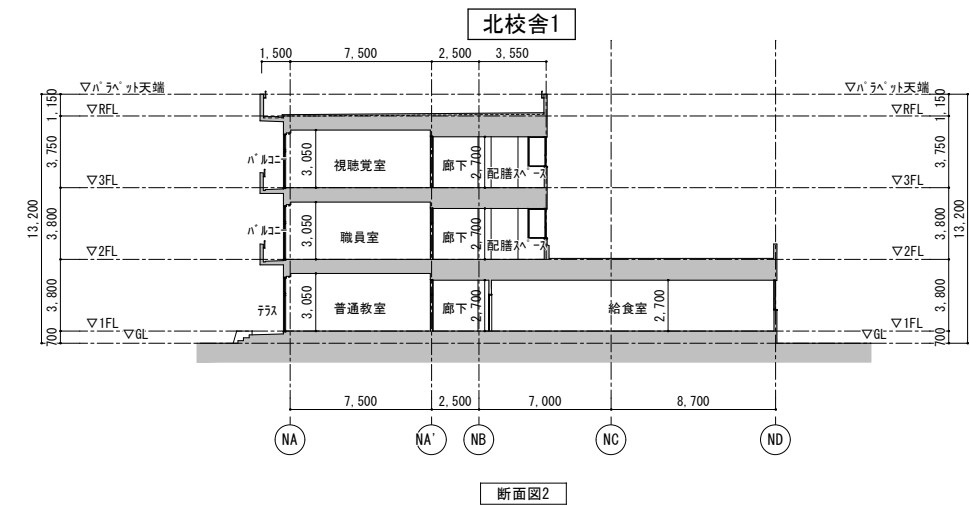 北校舎1
1,500 7,500 2,500 3,550
▽パラペット天端 ▽パラペット天端
1,150 1,150
▽RFL ▽RFL
3,750 バルコニー 3,050 視聴覚室 廊下 2,700 配膳スペース 3,750
▽3FL ▽3FL
13,200 3,800 バルコニー 3,050 職員室 廊下 2,700 配膳スペース 3,800 13,200
▽2FL ▽2FL
3,800 テラス 3,050 普通教室 廊下 2,700 給食室 2,700 3,800
▽1FL ▽1FL
700 ▽GL ▽GL 700
7,500 2,500 7,000 8,700
NA NA' NB NC ND
断面図2